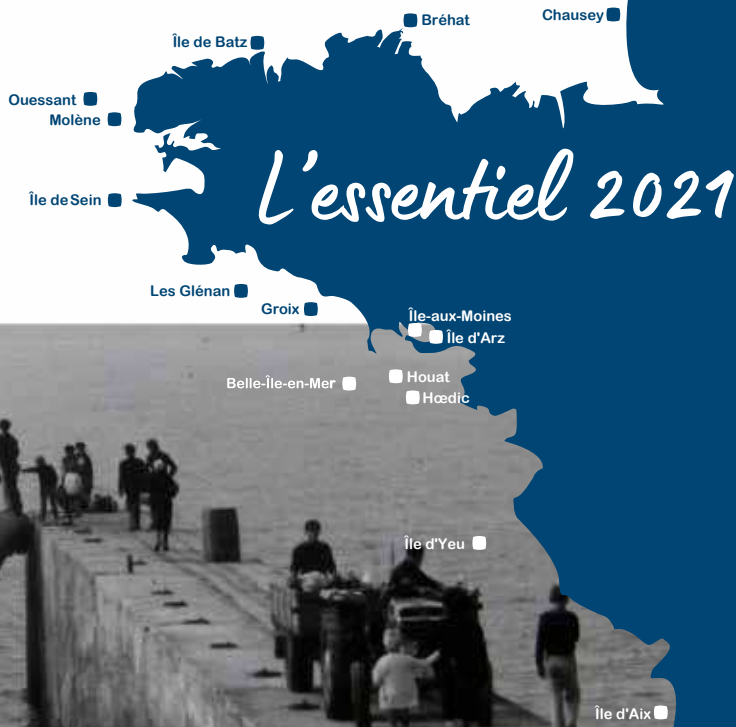 Bréhat
Chausey
Île de Batz
Ouessant
Molène
L'essentiel 2021
Île de Sein
Les Glénan
Groix
Île-aux-Moines
Île d'Arz
Houat
Belle-Île-en-Mer
Hœdic
Île d'Yeu
Île d'Aix